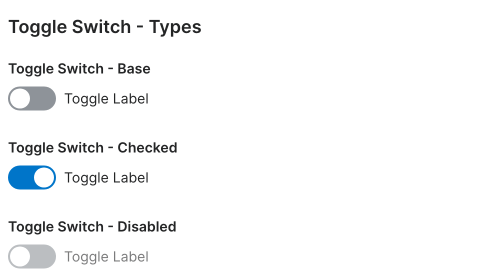 Toggle Switch - Types
Toggle Switch - Base
Toggle Label
Toggle Switch - Checked
Toggle Label
Toggle Switch - Disabled
Toggle Label